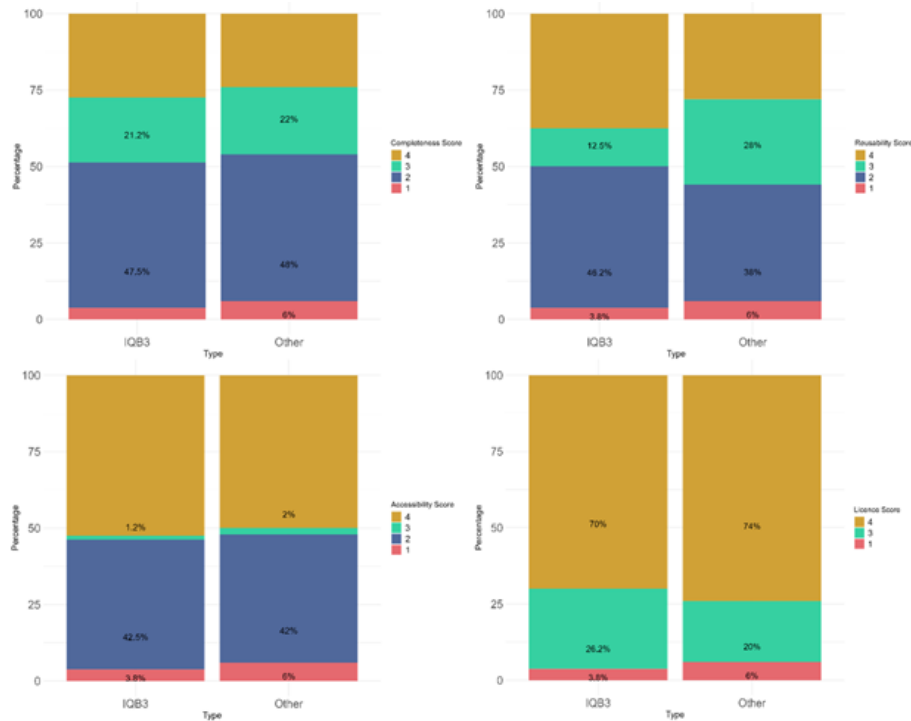 100
75
50
25
0
Percentage
21.2%
22%
47.5%
48%
6%
IQB3
Other
Type
Completeness Score
4
3
2
1
100
75
50
25
0
Percentage
12.5%
28%
46.2%
38%
3.8%
6%
IQB3
Other
Type
Reusability Score
4
3
2
1
100
75
50
25
0
Percentage
1.2%
2%
42.5%
42%
3.8%
6%
IQB3
Other
Type
Accessibility Score
4
3
2
1
100
75
50
25
0
Percentage
70%
74%
26.2%
20%
3.8%
6%
IQB3
Other
Type
Licence Score
4
3
1